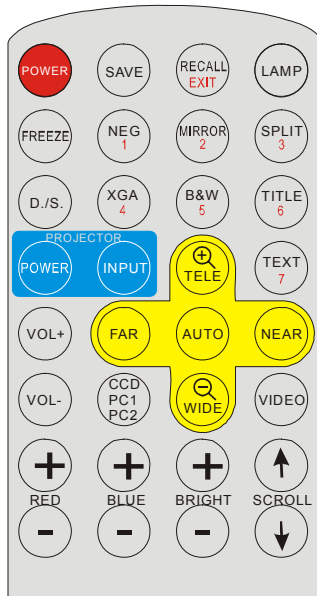 POWER SAVE RECALL EXIT LAMP
FREEZE NEG 1 MIRROR 2 SPLIT 3
D./S. XGA 4 B&W 5 TITLE 6
PROJECTOR
POWER INPUT TELE TEXT 7
VOL+ FAR AUTO NEAR
VOL- CCD PC1 PC2 WIDE VIDEO
+ + +
RED BLUE BRIGHT SCROLL
- - -